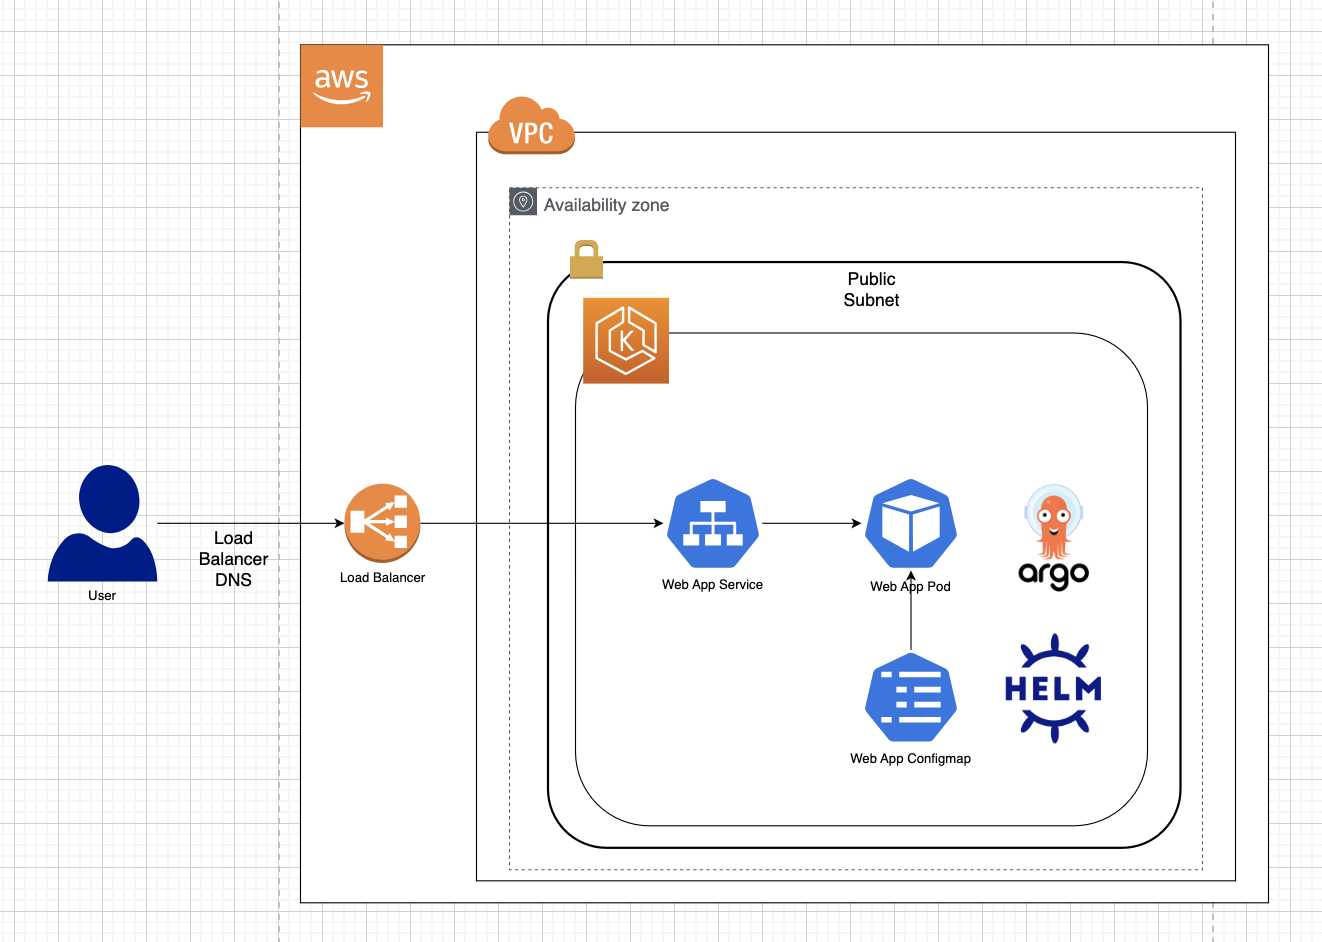 aws
VPC
Availability zone
Public
Subnet
K
Load
Balancer
DNS
User
Load Balancer
Web App Service
Web App Pod
argo
HELM
Web App Configmap